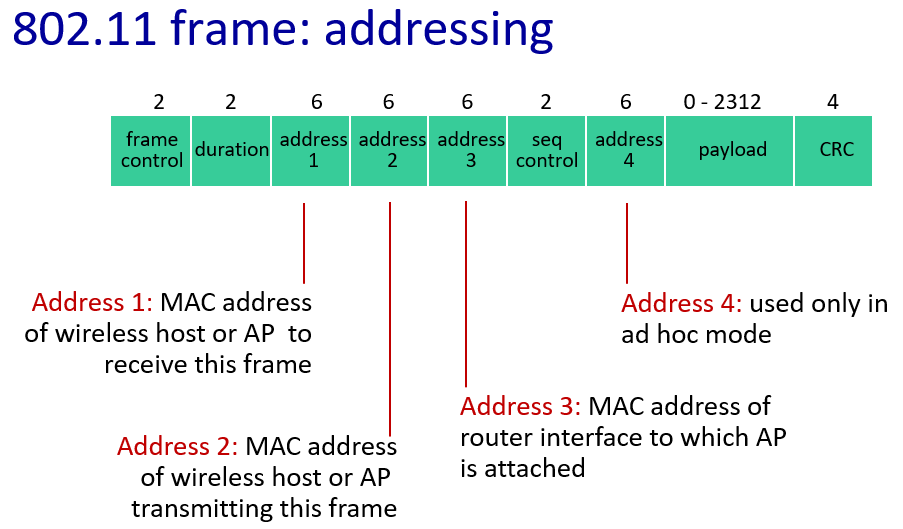 802.11 frame: addressing
2 2 6 6 6 2 6 0 - 2312 4
frame control duration address 1 address 2 address 3 seq control address 4 payload CRC
Address 1: MAC address
of wireless host or AP to
receive this frame
Address 2: MAC address
of wireless host or AP
transmitting this frame
Address 3: MAC address of
router interface to which AP
is attached
Address 4: used only in
ad hoc mode